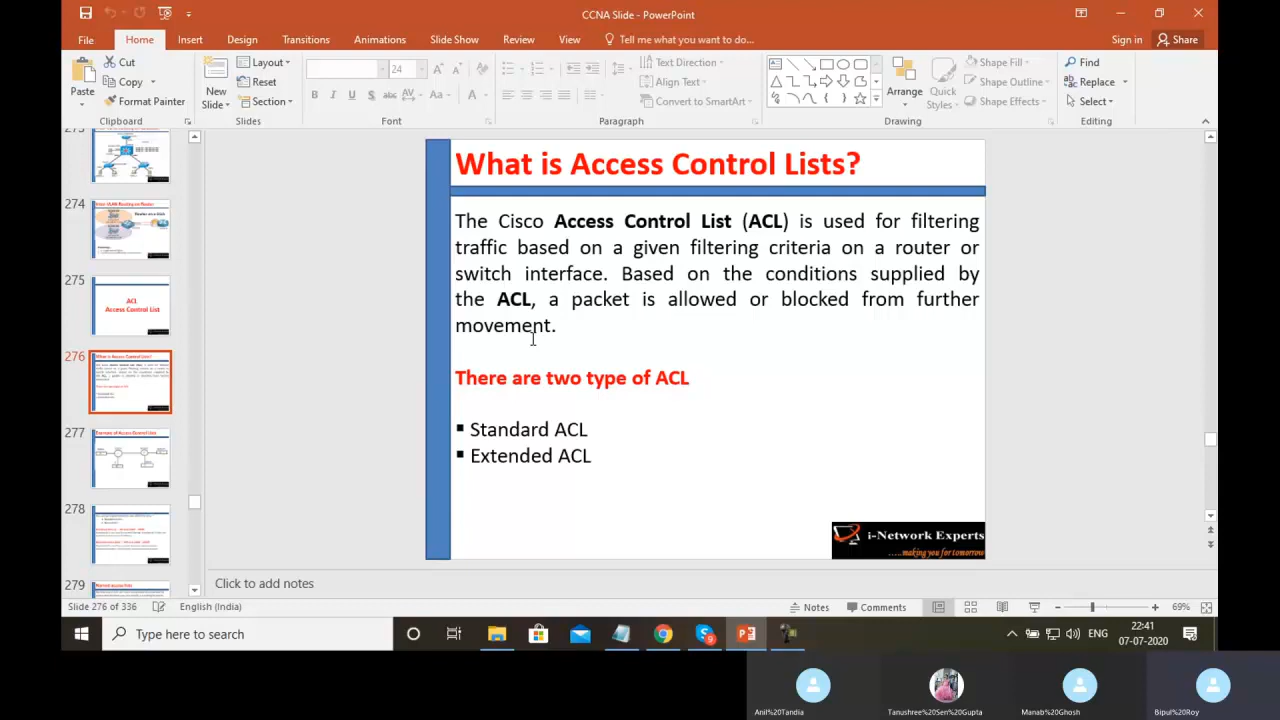 CCNA Slide - PowerPoint
File Home Insert Design Transitions Animations Slide Show Review View Tell me what you want to do... Sign in Share
Paste Cut Copy Format Painter
Clipboard
New Slide Layout Reset Section
Slides
24
Font
Text Direction Align Text Convert to SmartArt
Paragraph
Arrange Quick Styles Shape Fill Shape Outline Shape Effects
Drawing
Find Replace Select
Editing
274
275
ACL
Access Control List
276
277
278
279
What is Access Control Lists?
The Cisco Access Control List (ACL) is used for filtering
traffic based on a given filtering criteria on a router or
switch interface. Based on the conditions supplied by
the ACL, a packet is allowed or blocked from further
movement.
There are two type of ACL
▪ Standard ACL
▪ Extended ACL
i-Network Experts
.....making you for tomorrow
Click to add notes
Slide 276 of 336 English (India) Notes Comments 69%
Type here to search
ENG
22:41
07-07-2020
Anil%20Tandia Tanushree%20Sen%20Gupta Manab%20Ghosh Bipul%20Roy